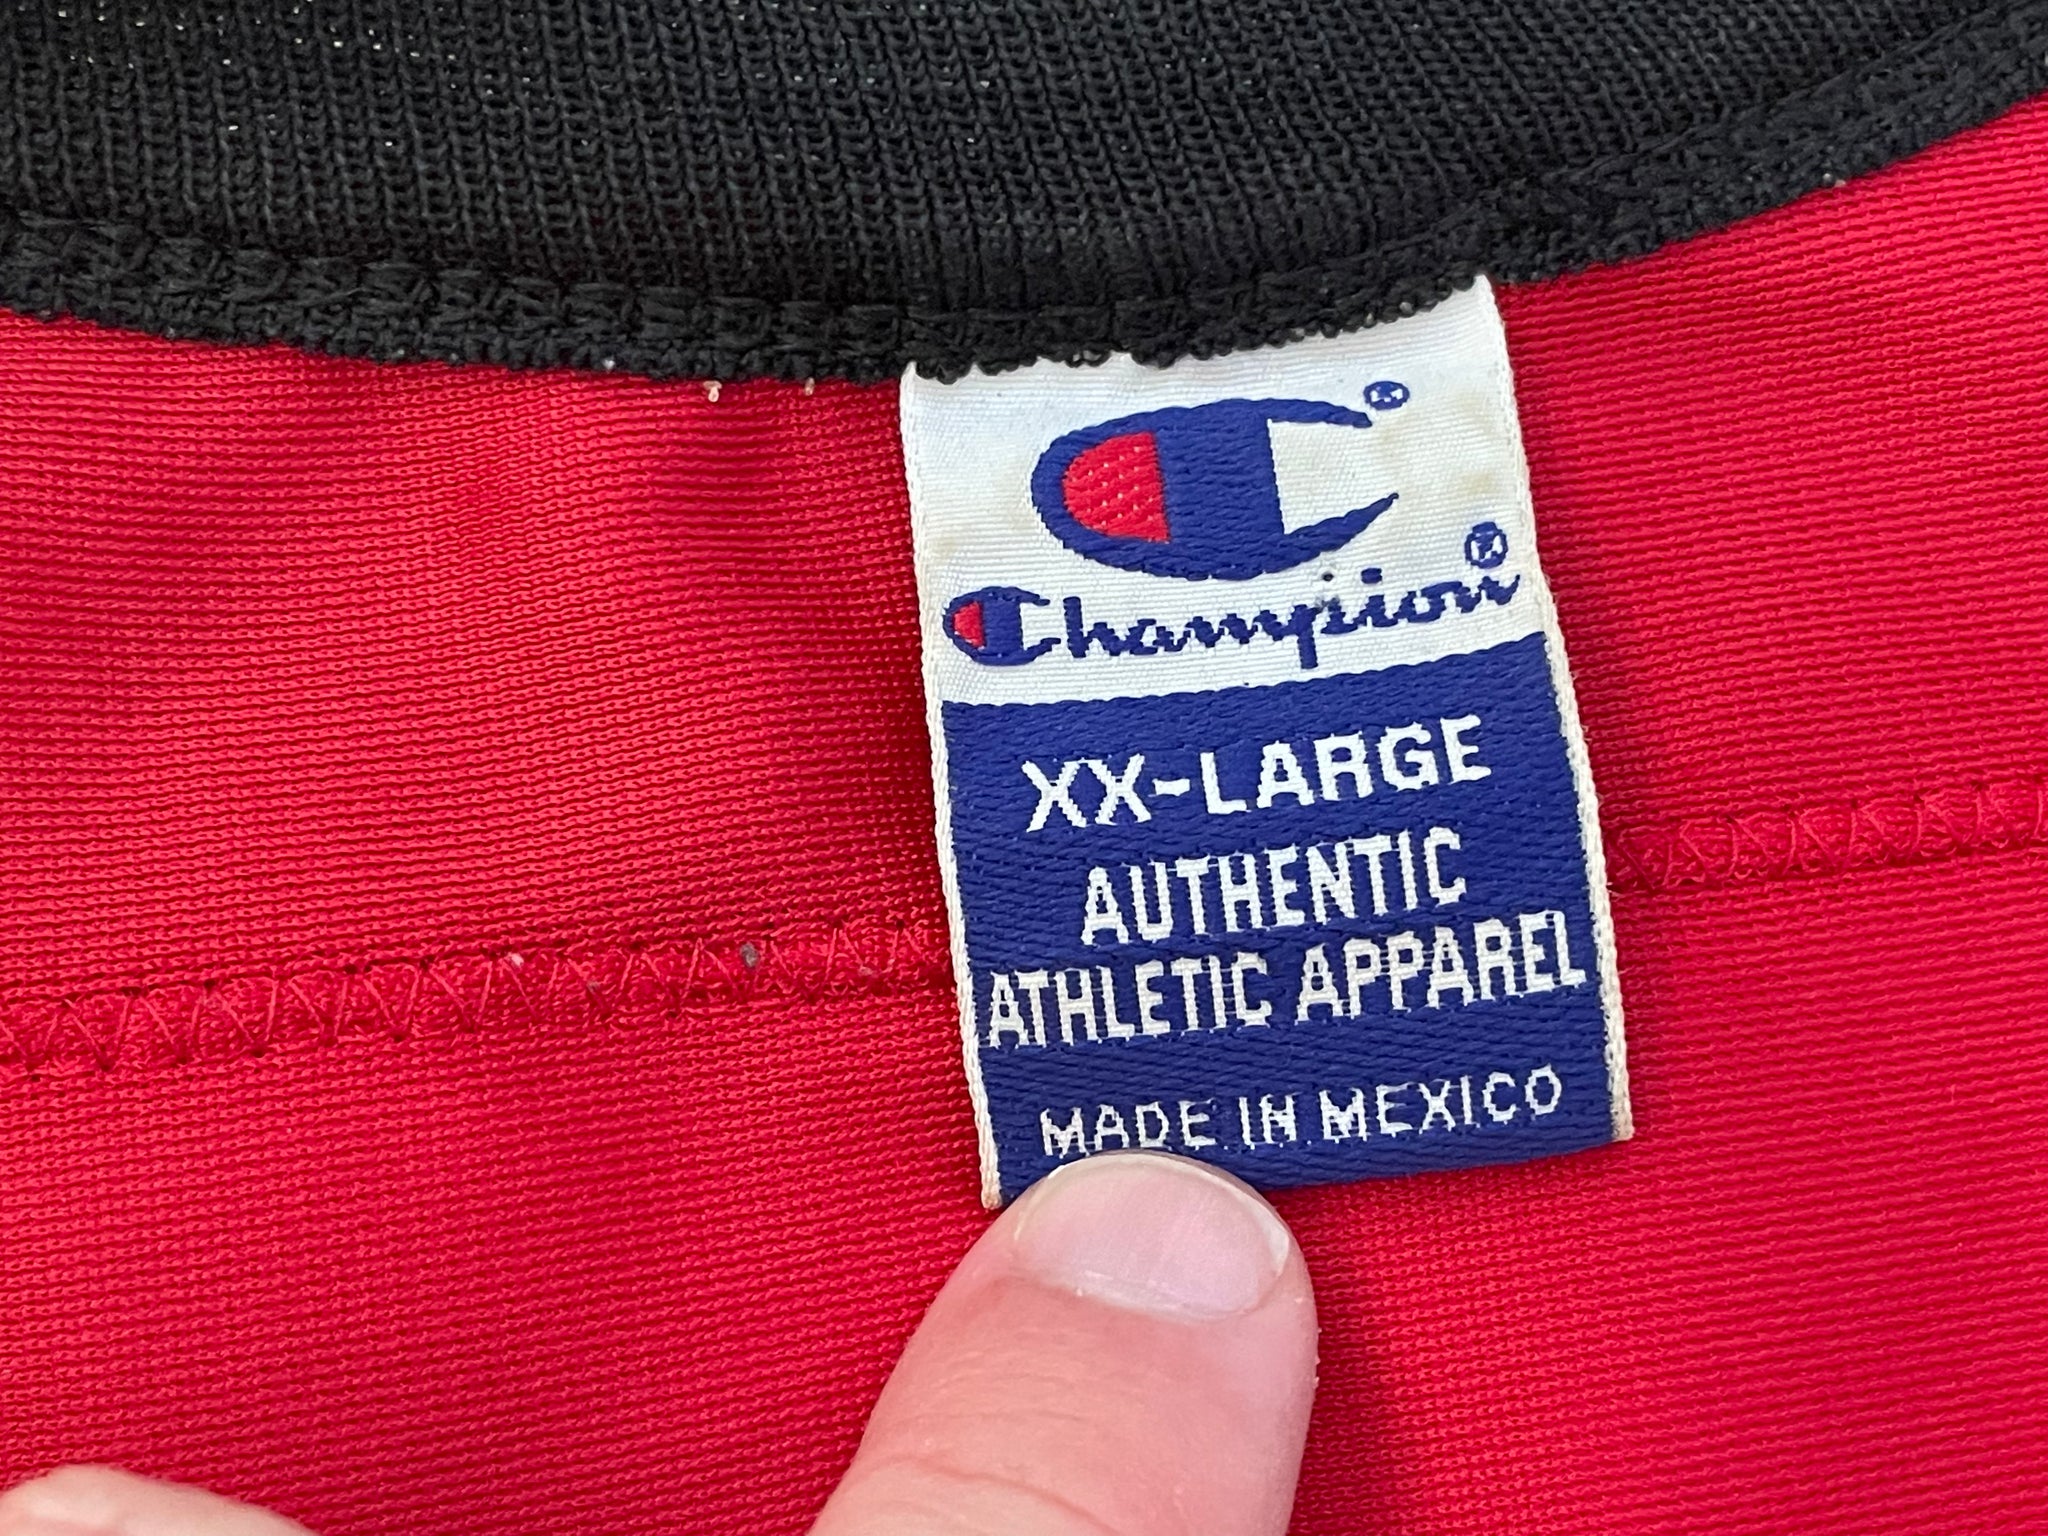 C®
Champion®
XX-LARGE
AUTHENTIC
ATHLETIC APPAREL
MADE IN MEXICO